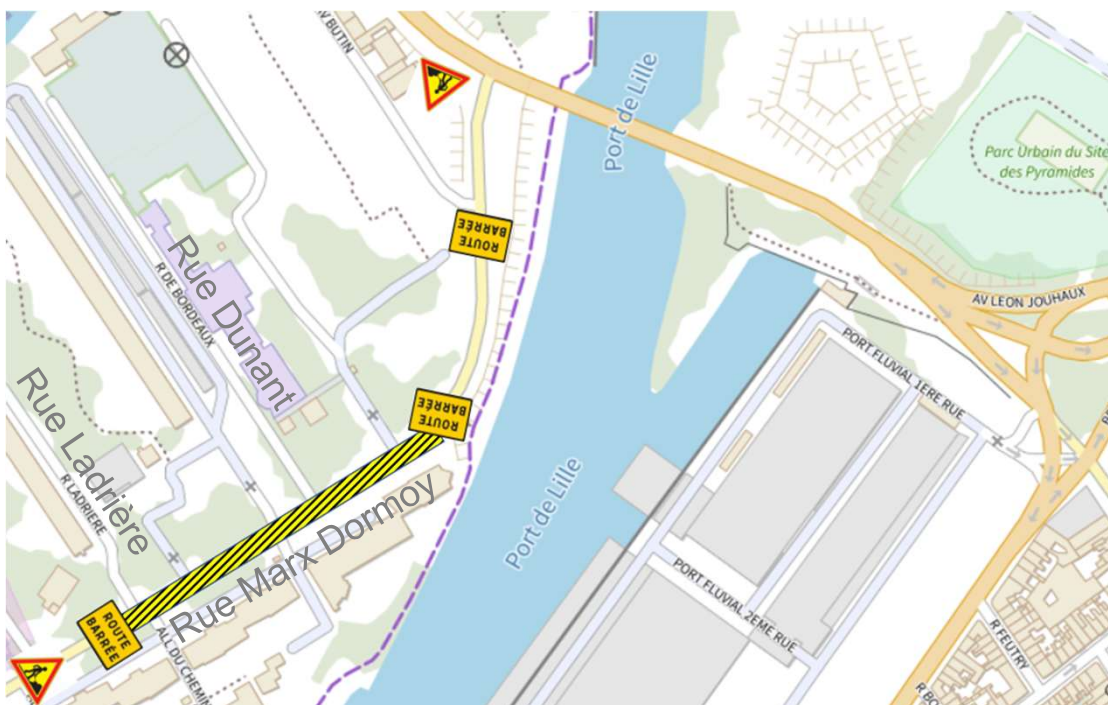 AV BUTIN
Port de Lille
Parc Urbain du Site
des Pyramides
ROUTE
BARRÉE
Rue Dunant
R DE BORDEAUX
AV LEON JOUHAUX
PORT FLUVIAL 1ERE RUE
Rue Ladrière
R LADRIERE
ROUTE
BARRÉE
Rue Marx Dormoy
Port de Lille
PORT FLUVIAL 2EME RUE
ROUTE
BARRÉE
ALL DU CHEMIN
R FEUTRY
R BO